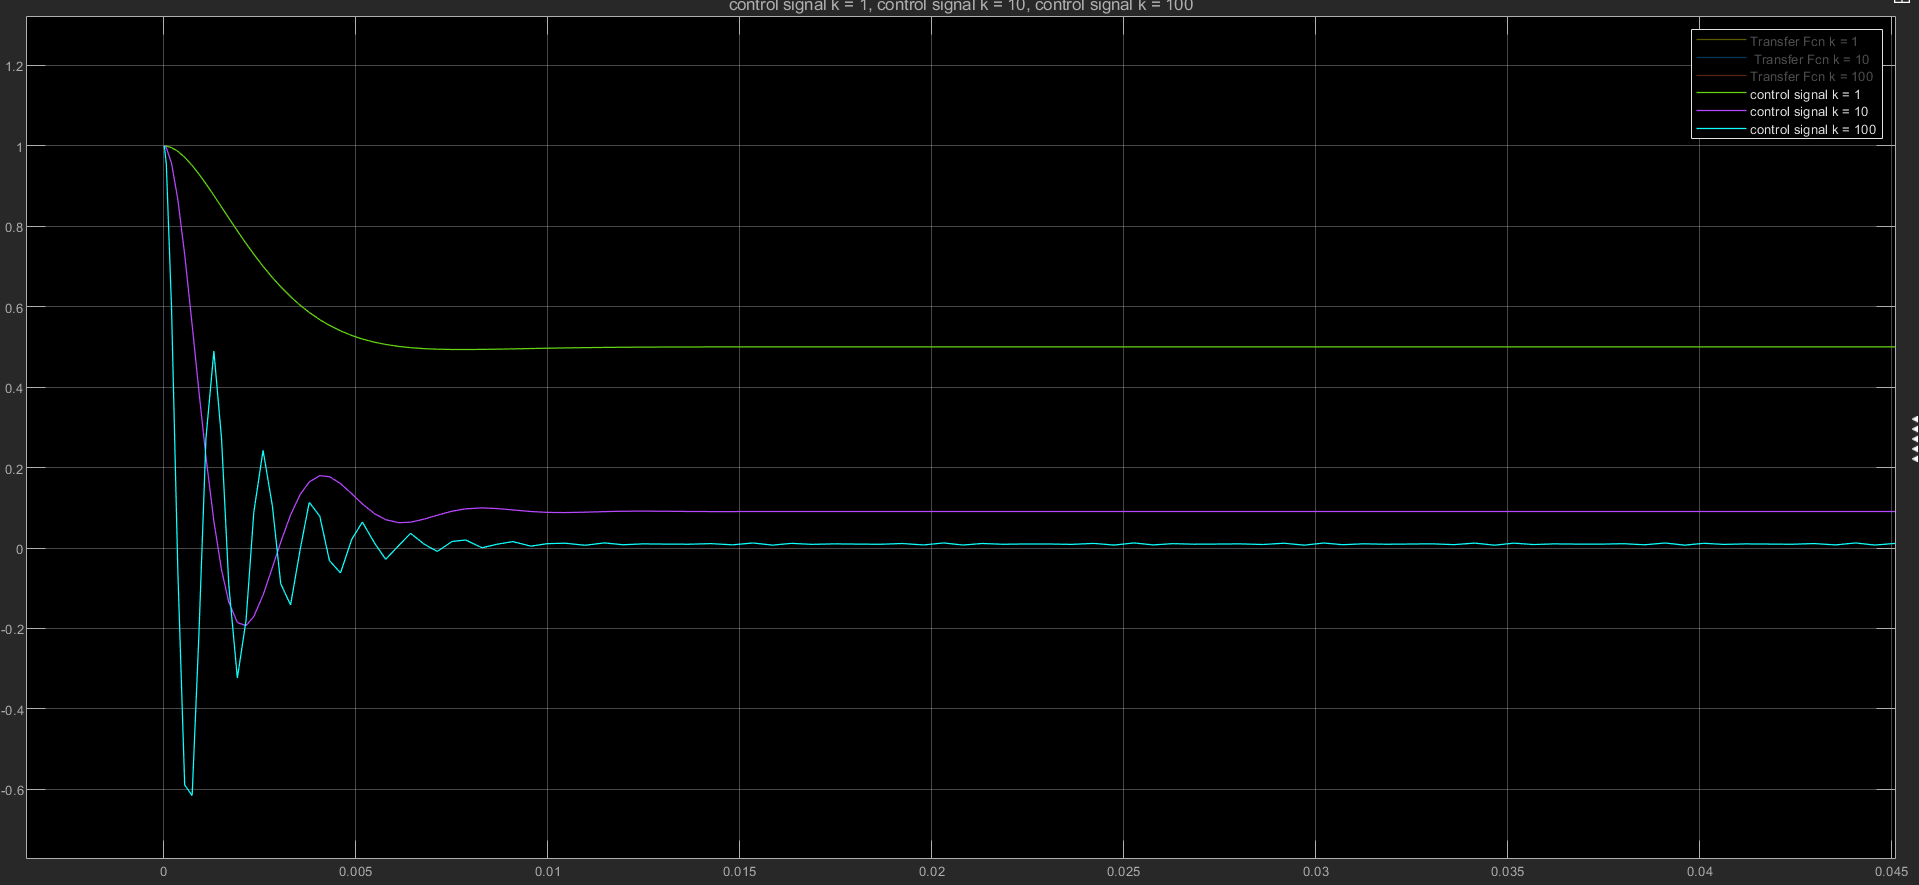 control signal k = 1, control signal k = 10, control signal k = 100
Transfer Fcn k = 1
Transfer Fcn k = 10
Transfer Fcn k = 100
control signal k = 1
control signal k = 10
control signal k = 100
1.2
1
0.8
0.6
0.4
0.2
0
-0.2
-0.4
-0.6
0 0.005 0.01 0.015 0.02 0.025 0.03 0.035 0.04 0.045